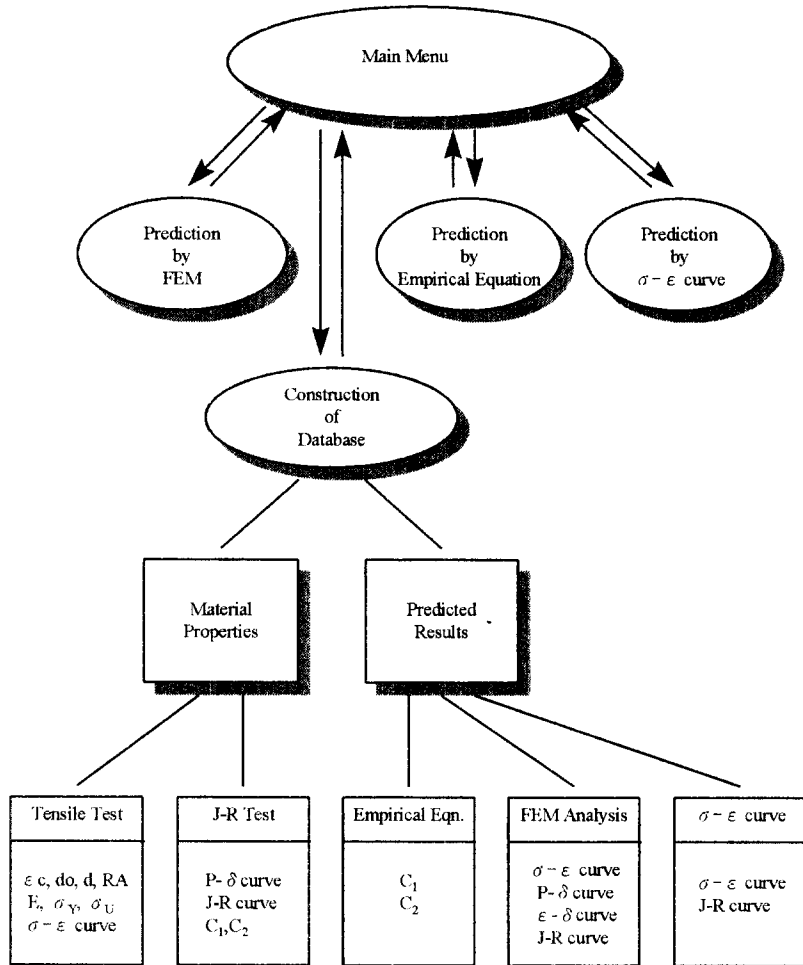 Main Menu
Prediction
by
FEM
Prediction
by
Empirical Equation
Prediction
by
σ - ε curve
Construction
of
Database
Material
Properties
Predicted
Results
Tensile Test
ε c, do, d, RA
E, σ_Y, σ_U
σ - ε curve
J-R Test
P- δ curve
J-R curve
C₁,C₂
Empirical Eqn.
C₁
C₂
FEM Analysis
σ - ε curve
P- δ curve
ε - δ curve
J-R curve
σ - ε curve
σ - ε curve
J-R curve